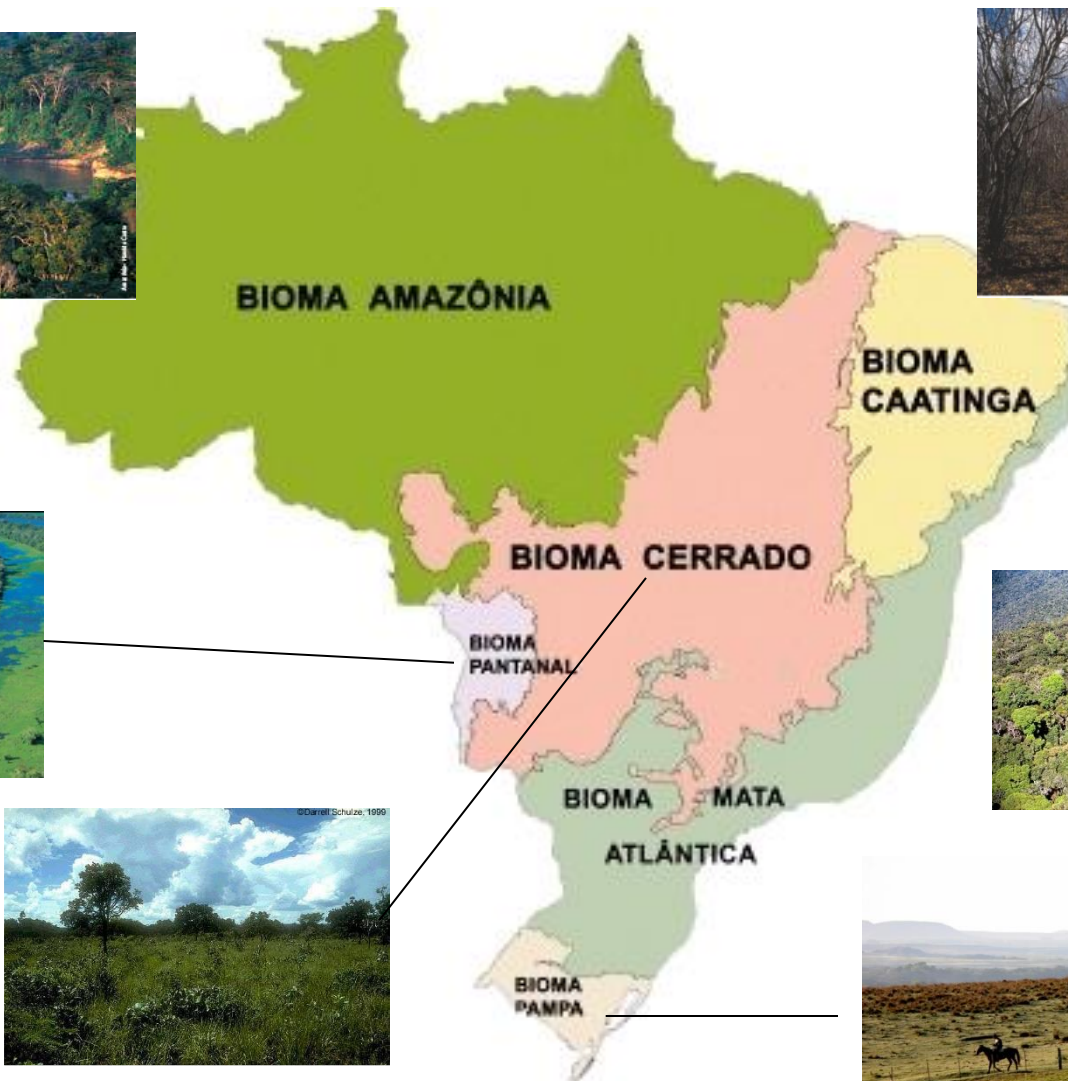 BIOMA AMAZÔNIA
BIOMA
CAATINGA
BIOMA CERRADO
BIOMA
PANTANAL
BIOMA MATA
ATLÂNTICA
©Darrell Schulze, 1999
BIOMA
PAMPA